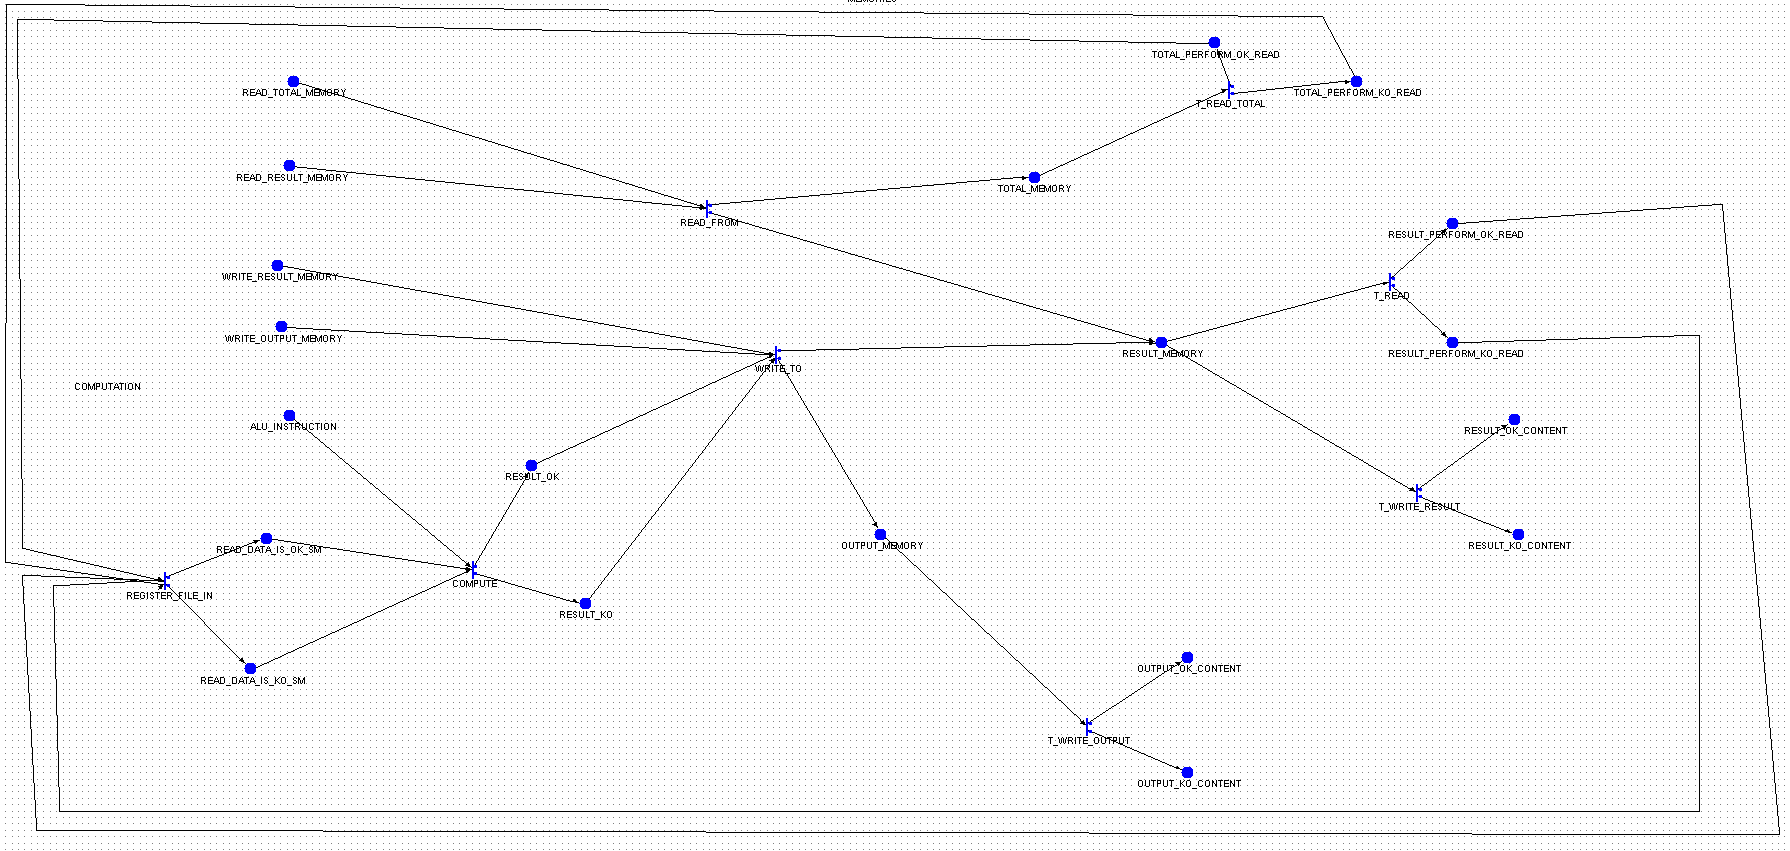 MEMORIES
TOTAL_PERFORM_OK_READ
READ_TOTAL_MEMORY
TOTAL_PERFORM_KO_READ
T_READ_TOTAL
READ_RESULT_MEMORY
TOTAL_MEMORY
READ_FROM
RESULT_PERFORM_OK_READ
WRITE_RESULT_MEMORY
T_READ
WRITE_OUTPUT_MEMORY
RESULT_MEMORY
RESULT_PERFORM_KO_READ
WRITE_TO
COMPUTATION
ALU_INSTRUCTION
RESULT_OK_CONTENT
RESULT_OK
T_WRITE_RESULT
READ_DATA_IS_OK_SM
OUTPUT_MEMORY
RESULT_KO_CONTENT
COMPUTE
REGISTER_FILE_IN
RESULT_KO
OUTPUT_OK_CONTENT
READ_DATA_IS_KO_SM
T_WRITE_OUTPUT
OUTPUT_KO_CONTENT